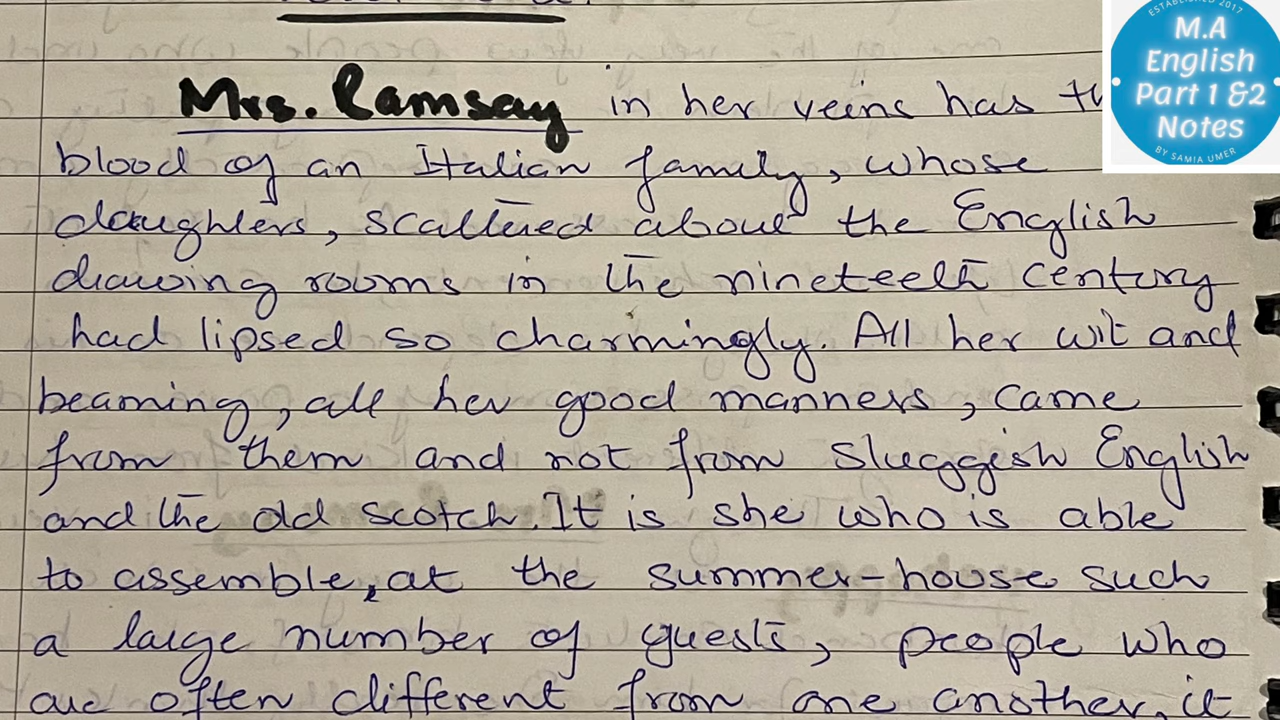 Mrs. Ramsay in her veins has
blood of an Italian family, whose
daughters, scattered about the English
drawing rooms in the nineteeth century
had lipsed so charmingly. All her wit and
beaming, all her good manners, came
from them and not from sluggish English
and the old scotch. It is she who is able
to assemble, at the summer-house such
a large number of guests, people who
are often different from one another, it
ESTABLISHED 2017
M.A
English
Part 1 & 2
Notes
BY SAMIA UMER